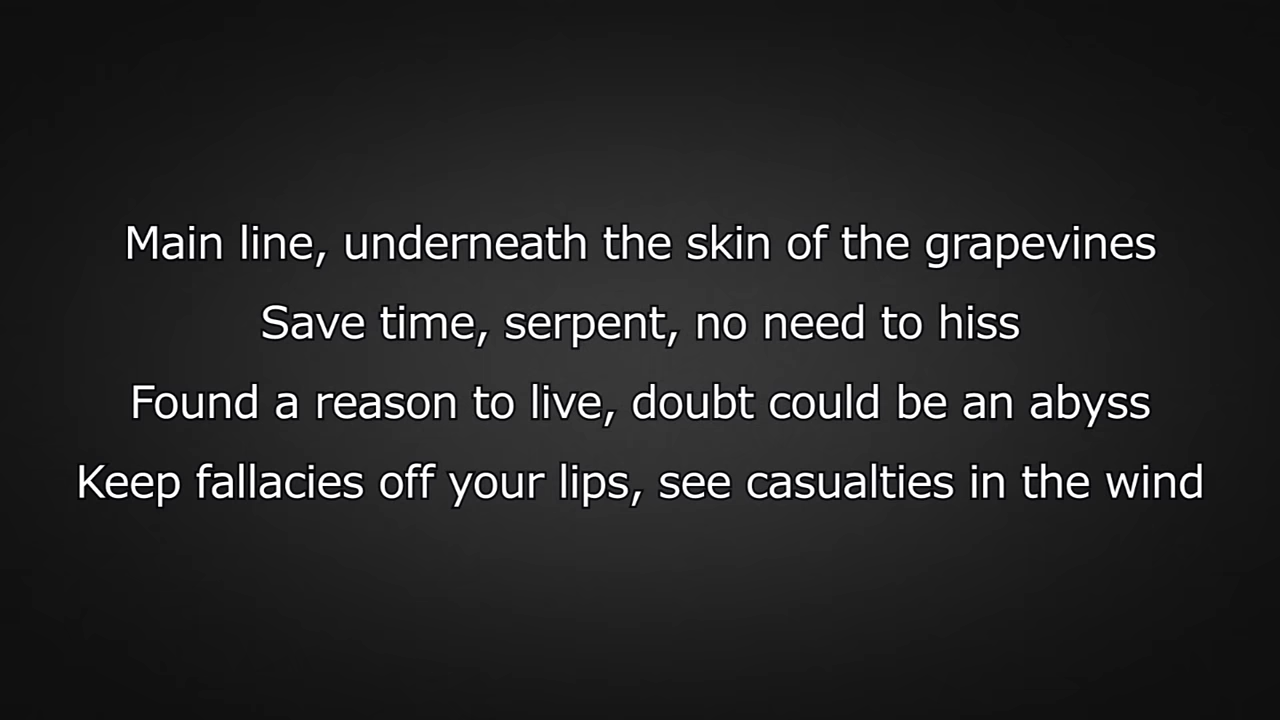 Main line, underneath the skin of the grapevines
Save time, serpent, no need to hiss
Found a reason to live, doubt could be an abyss
Keep fallacies off your lips, see casualties in the wind